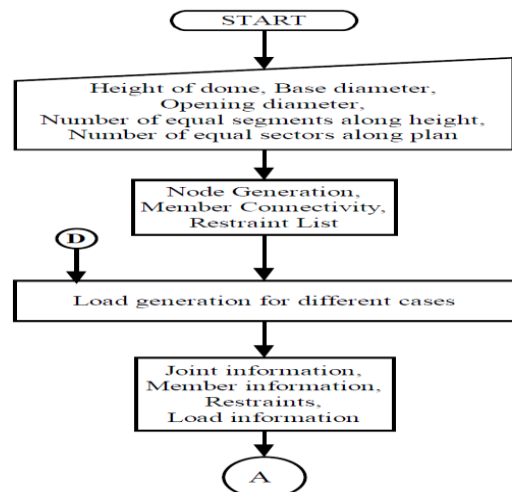 START
Height of dome, Base diameter,
Opening diameter,
Number of equal segments along height,
Number of equal sectors along plan
Node Generation,
Member Connectivity,
Restraint List
D
Load generation for different cases
Joint information,
Member information,
Restraints,
Load information
A